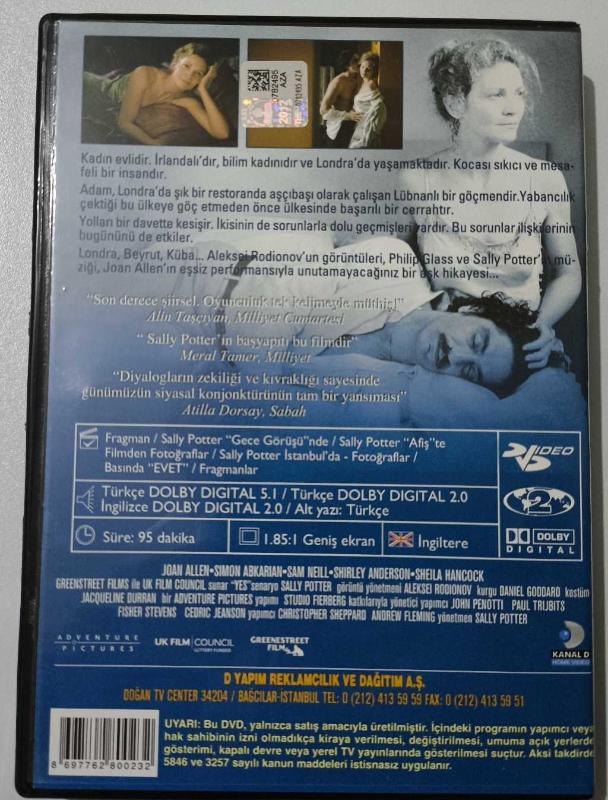 0782495
AZA
2012
0712495 AZA
Kadın evlidir. İrlandalı'dır, bilim kadınıdır ve Londra'da yaşamaktadır. Kocası sıkıcı ve mesa-
feli bir insandır.
Adam, Londra'da şık bir restoranda aşçıbaşı olarak çalışan Lübnanlı bir göçmendir.Yabancılık
çektiği bu ülkeye göç etmeden önce ülkesinde başarılı bir cerrahtır.
Yolları bir davette kesişir. İkisinin de sorunlarla dolu geçmişleri vardır. Bu sorunlar ilişkilerinin
bugününü de etkiler.
Londra, Beyrut, Küba... Aleksei Rodionov'un görüntüleri, Philip Glass ve Sally Potter'in mü-
ziği, Joan Allen'ın eşsiz performansıyla unutamayacağınız bir aşk hikayesi...
“Son derece şiirsel. Oyunculuk tek kelimeyle müthiş!”
Alin Taşçıyan, Milliyet Cumartesi
“ Sally Potter'in başyapıtı bu filmdir”
Meral Tamer, Milliyet
“Diyalogların zekiliği ve kıvraklığı sayesinde
günümüzün siyasal konjonktürünün tam bir yansıması”
Atilla Dorsay, Sabah
Fragman / Sally Potter “Gece Görüşü”nde / Sally Potter “Afiş”te
Filmden Fotoğraflar / Sally Potter İstanbul'da - Fotoğraflar /
Basında “EVET” / Fragmanlar
DVD VIDEO
2
Türkçe DOLBY DIGITAL 5.1 / Türkçe DOLBY DIGITAL 2.0
İngilizce DOLBY DIGITAL 2.0 / Alt yazı: Türkçe
DOLBY
DIGITAL
Süre: 95 dakika
1.85:1 Geniş ekran
İngiltere
JOAN ALLEN•SIMON ABKARIAN•SAM NEILL•SHIRLEY ANDERSON•SHEILA HANCOCK
GREENSTREET FILMS ile UK FILM COUNCIL sunar “YES”senaryo SALLY POTTER görüntü yönetmeni ALEKSEI RODIONOV kurgu DANIEL GODDARD kostüm
JACQUELINE DURRAN bir ADVENTURE PICTURES yapımı STUDIO FIERBERG katkılarıyla yönetici yapımcı JOHN PENOTTI PAUL TRUBITS
FISHER STEVENS CEDRIC JEANSON yapımcı CHRISTOPHER SHEPPARD ANDREW FLEMING yönetmen SALLY POTTER
ADVENTURE
PICTURES
UK FILM COUNCIL
LOTTERY FUNDED
GREENESTREET
FILMS
KANAL D
HOME VIDEO
D YAPIM REKLAMCILIK VE DAĞITIM A.Ş.
DOĞAN TV CENTER 34204 / BAĞCILAR-İSTANBUL TEL: 0 (212) 413 59 59 FAX: 0 (212) 413 59 51
8 697762 800232
UYARI: Bu DVD, yalnızca satış amacıyla üretilmiştir. İçindeki programın yapımcı veya
hak sahibinin izni olmadıkça kiraya verilmesi, değiştirilmesi, umuma açık yerlerde
gösterimi, kapalı devre veya yerel TV yayınlarında gösterilmesi suçtur. Aksi takdirde
5846 ve 3257 sayılı kanun maddeleri istisnasız uygulanır.